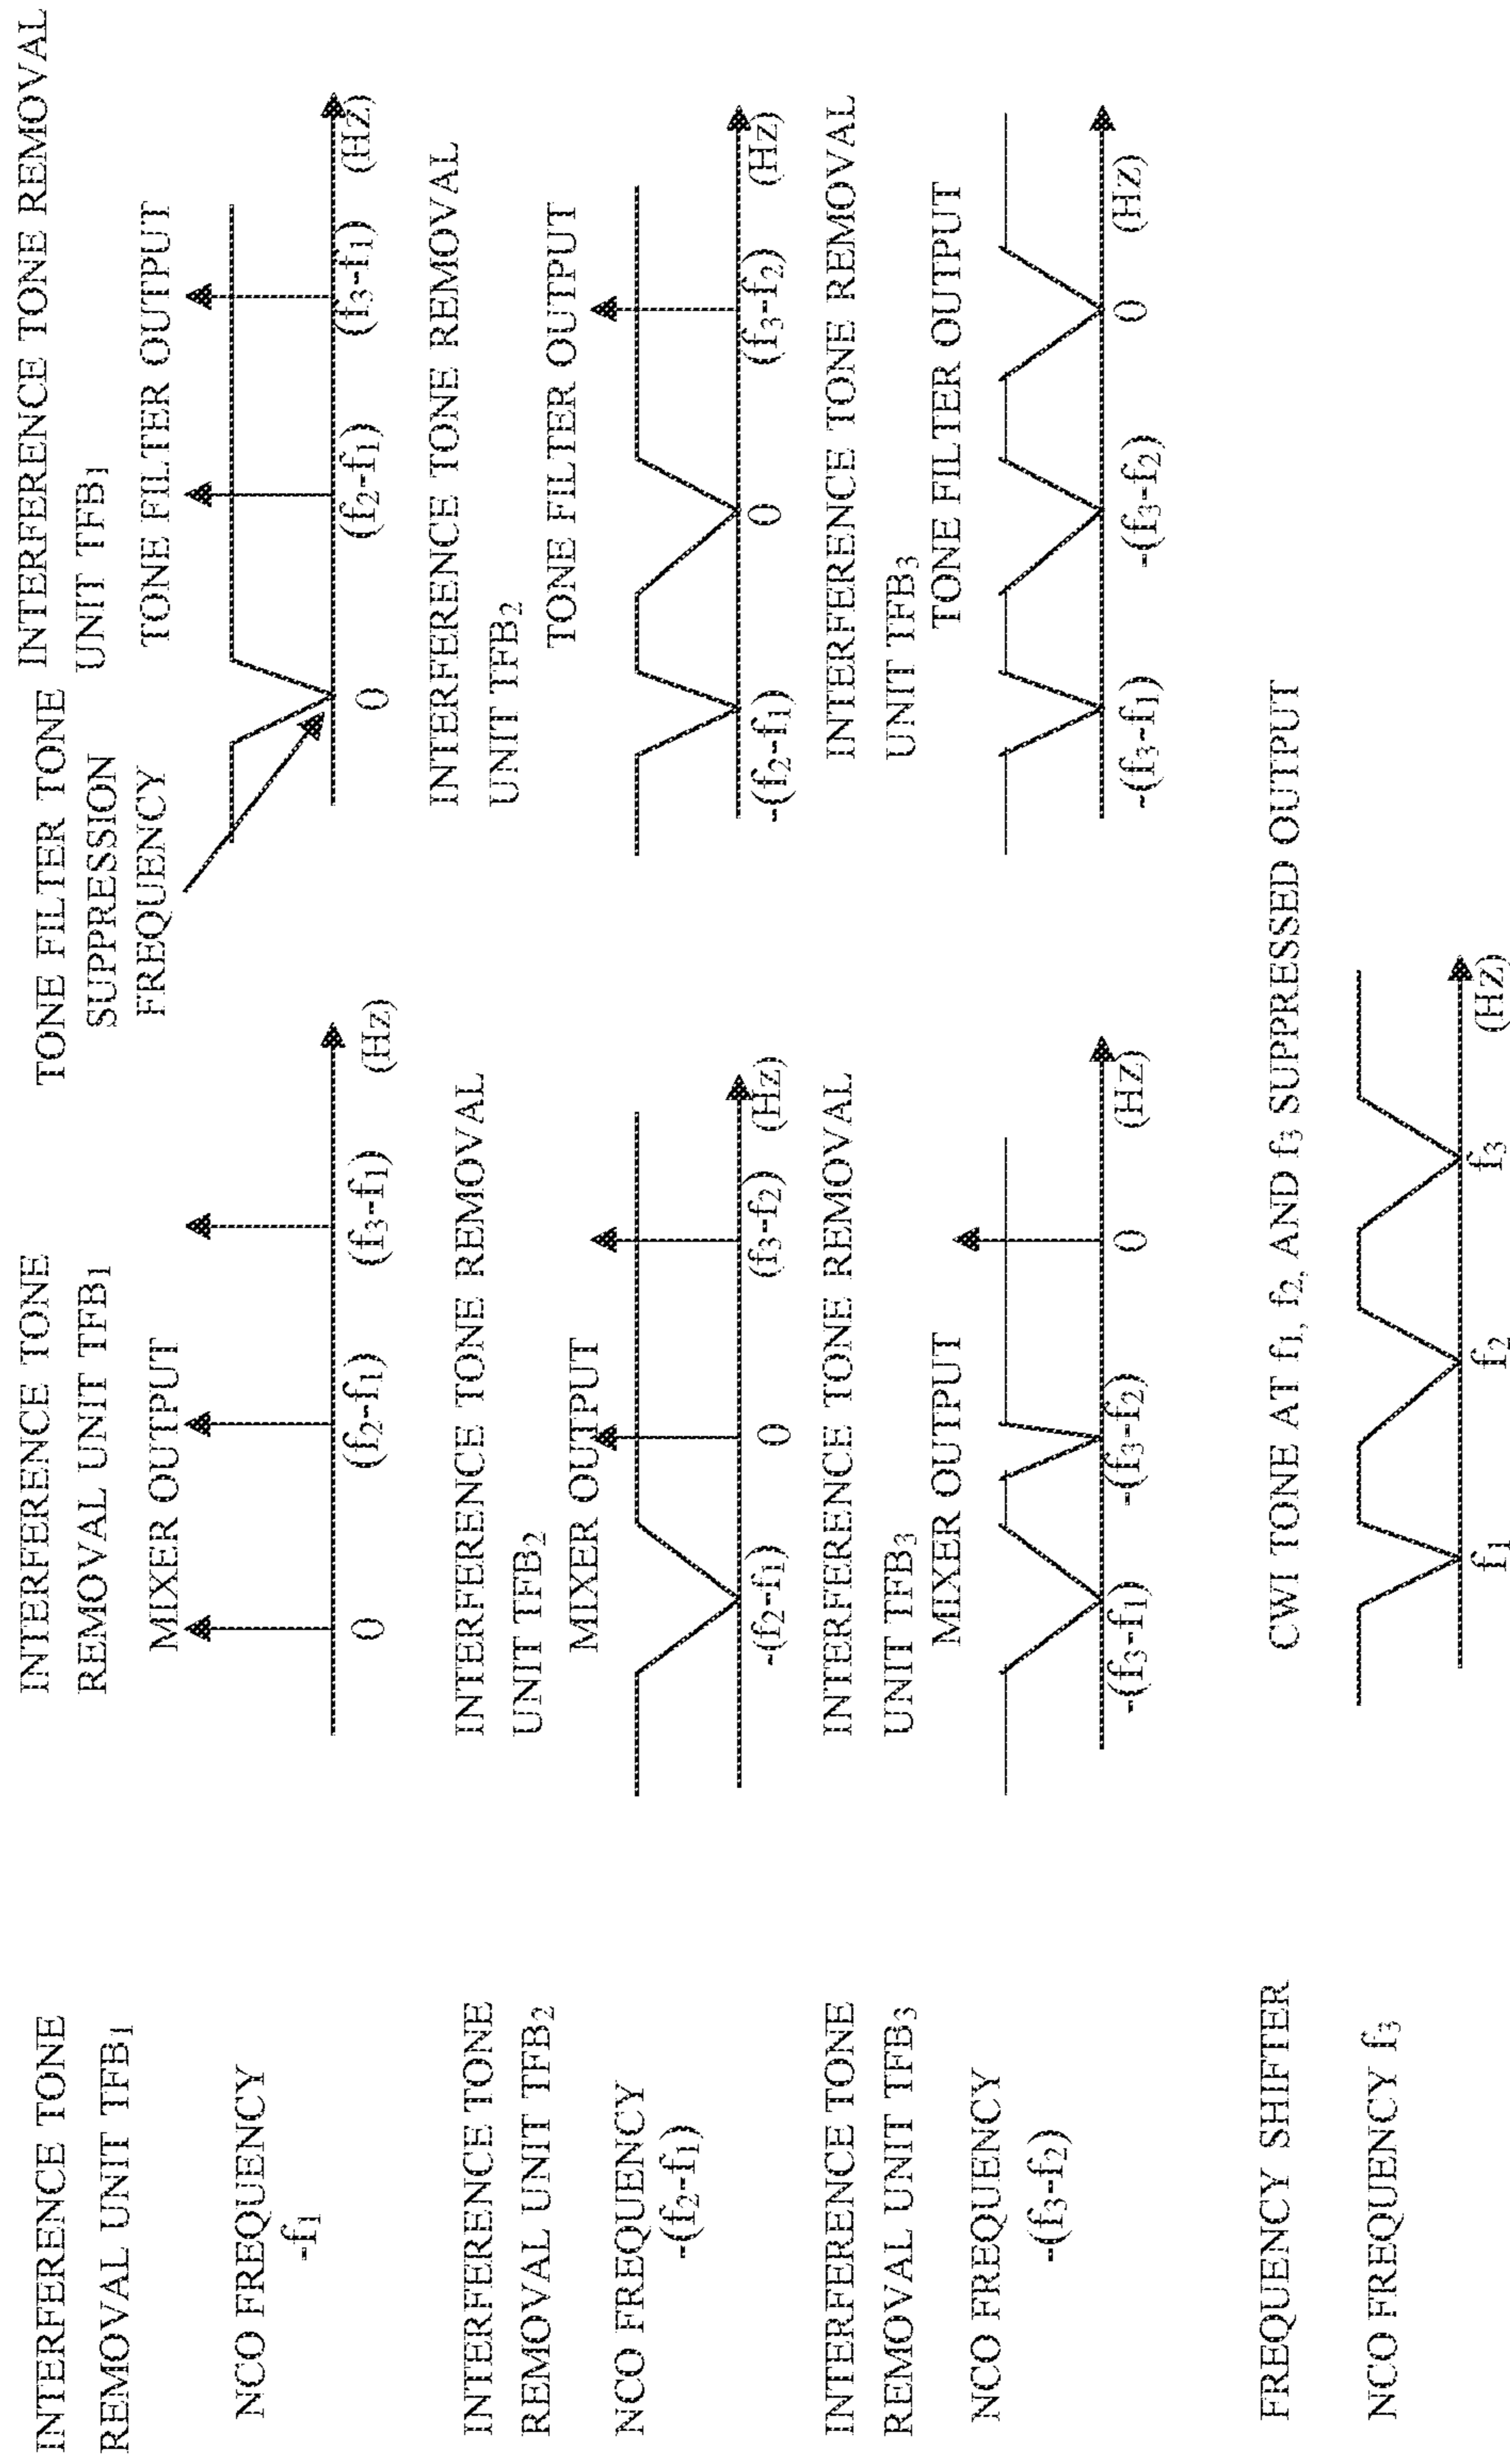 INTERFERENCE TONE
REMOVAL UNIT TFB1
NCO FREQUENCY
-f1
INTERFERENCE TONE
REMOVAL UNIT TFB1
MIXER OUTPUT
0
(f2-f1)
(f3-f1)
(Hz)
TONE FILTER TONE
SUPPRESSION
FREQUENCY
INTERFERENCE TONE REMOVAL
UNIT TFB1
TONE FILTER OUTPUT
0
(f2-f1)
(f3-f1)
(Hz)
INTERFERENCE TONE
REMOVAL UNIT TFB2
NCO FREQUENCY
-(f2-f1)
INTERFERENCE TONE REMOVAL
UNIT TFB2
MIXER OUTPUT
-(f2-f1)
0
(f3-f2)
(Hz)
INTERFERENCE TONE REMOVAL
UNIT TFB2
TONE FILTER OUTPUT
-(f2-f1)
0
(f3-f2)
(Hz)
INTERFERENCE TONE
REMOVAL UNIT TFB3
NCO FREQUENCY
-(f3-f2)
INTERFERENCE TONE REMOVAL
UNIT TFB3
MIXER OUTPUT
-(f3-f1)
-(f3-f2)
0
(Hz)
INTERFERENCE TONE REMOVAL
UNIT TFB3
TONE FILTER OUTPUT
-(f3-f1)
-(f3-f2)
0
(Hz)
FREQUENCY SHIFTER
NCO FREQUENCY f3
CWI TONE AT f1, f2, AND f3 SUPPRESSED OUTPUT
f1
f2
f3
(Hz)